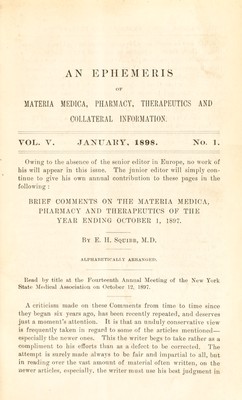 AN EPHEMERIS
OF
MATERIA MEDICA, PHARMACY, THERAPEUTICS AND
COLLATERAL INFORMATION.
VOL. V. JANUARY, 1898. No. 1.
Owing to the absence of the senior editor in Europe, no work of
his will appear in this issue. The junior editor will simply con-
tinue to give his own annual contribution to these pages in the
following :
BRIEF COMMENTS ON THE MATERIA MEDICA,
PHARMACY AND THERAPEUTICS OF THE
YEAR ENDING OCTOBER 1, 1897.
BY E. H. SQUIBB, M.D.
ALPHABETICALLY ARRANGED.
Read by title at the Fourteenth Annual Meeting of the New York
State Medical Association on October 12, 1897.
A criticism made on these Comments from time to time since
they began six years ago, has been recently repeated, and deserves
just a moment's attention. It is that an unduly conservative view
is frequently taken in regard to some of the articles mentioned—
especially the newer ones. This the writer begs to take rather as a
compliment to his efforts than as a defect to be corrected. The
attempt is surely made always to be fair and impartial to all, but
in reading over the vast amount of material often written, on the
newer articles, especially, the writer must use his best judgment in